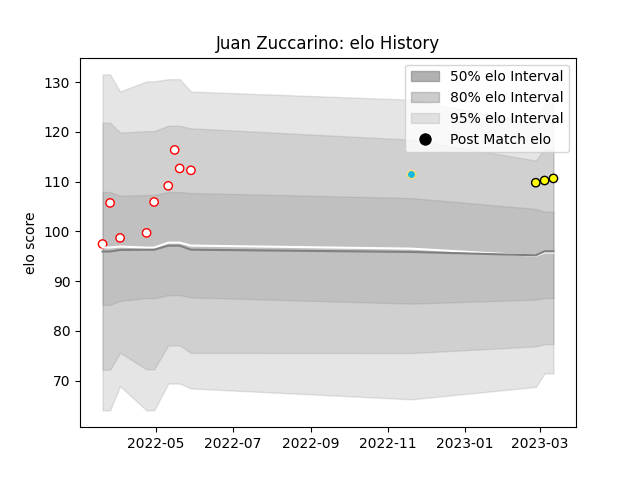 Juan Zuccarino: elo History
50% elo Interval
80% elo Interval
95% elo Interval
Post Match elo
elo score
130
120
110
100
90
80
70
2022-05 2022-07 2022-09 2022-11 2023-01 2023-03